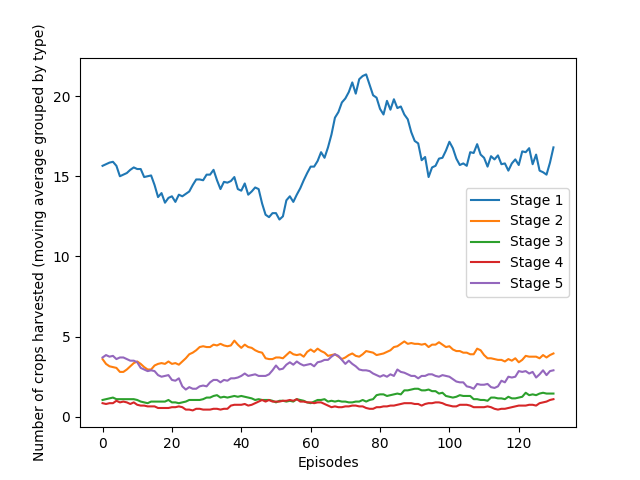 Number of crops harvested (moving average grouped by type)
20
15
10
5
0
Stage 1
Stage 2
Stage 3
Stage 4
Stage 5
0 20 40 60 80 100 120
Episodes